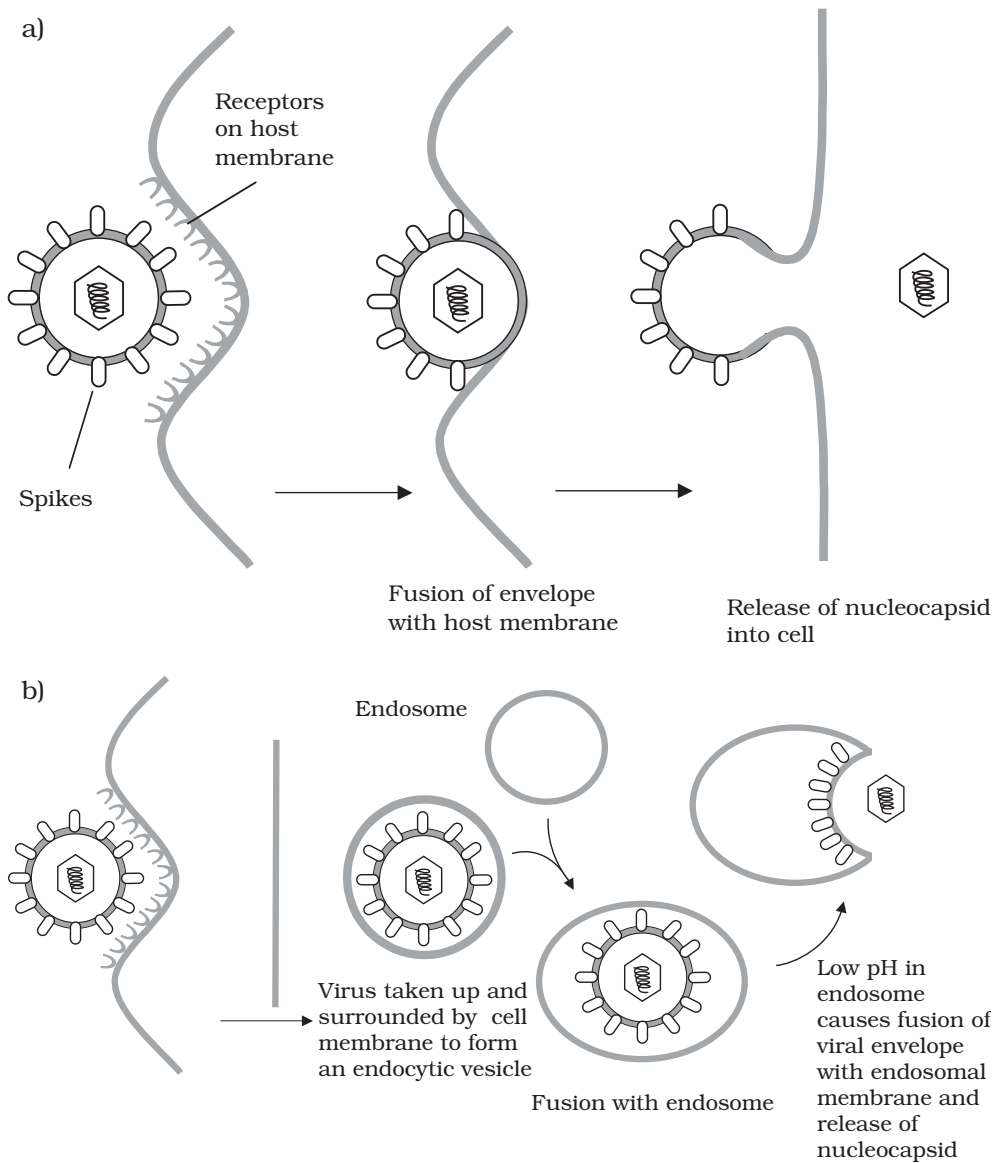 a)
Receptors
on host
membrane
Spikes
Fusion of envelope
with host membrane
Release of nucleocapsid
into cell
b)
Endosome
Virus taken up and
surrounded by cell
membrane to form
an endocytic vesicle
Fusion with endosome
Low pH in
endosome
causes fusion of
viral envelope
with endosomal
membrane and
release of
nucleocapsid